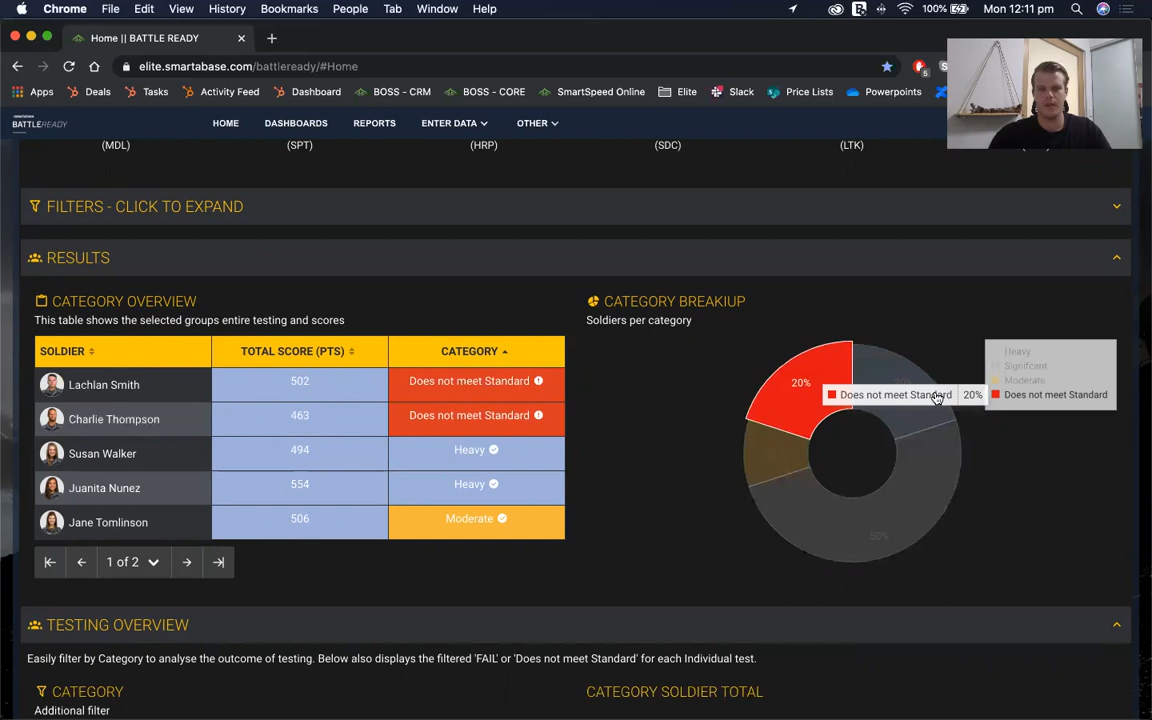 Chrome File Edit View History Bookmarks People Tab Window Help 100% Mon 12:11 pm
Home || BATTLE READY
elite.smartabase.com/battleready/#Home
5
Apps Deals Tasks Activity Feed Dashboard BOSS - CRM BOSS - CORE SmartSpeed Online Elite Slack Price Lists Powerpoints
BATTLEREADY HOME DASHBOARDS REPORTS ENTER DATA OTHER
(MDL) (SPT) (HRP) (SDC) (LTK)
FILTERS - CLICK TO EXPAND
RESULTS
CATEGORY OVERVIEW
This table shows the selected groups entire testing and scores
SOLDIER TOTAL SCORE (PTS) CATEGORY
Lachlan Smith 502 Does not meet Standard
Charlie Thompson 463 Does not meet Standard
Susan Walker 494 Heavy
Juanita Nunez 554 Heavy
Jane Tomlinson 506 Moderate
1 of 2
CATEGORY BREAKUP
Soldiers per category
20%
Does not meet Standard 20%
50%
Heavy
Signifcant
Moderate
Does not meet Standard
TESTING OVERVIEW
Easily filter by Category to analyse the outcome of testing. Below also displays the filtered 'FAIL' or 'Does not meet Standard' for each Individual test.
CATEGORY
Additional filter
CATEGORY SOLDIER TOTAL